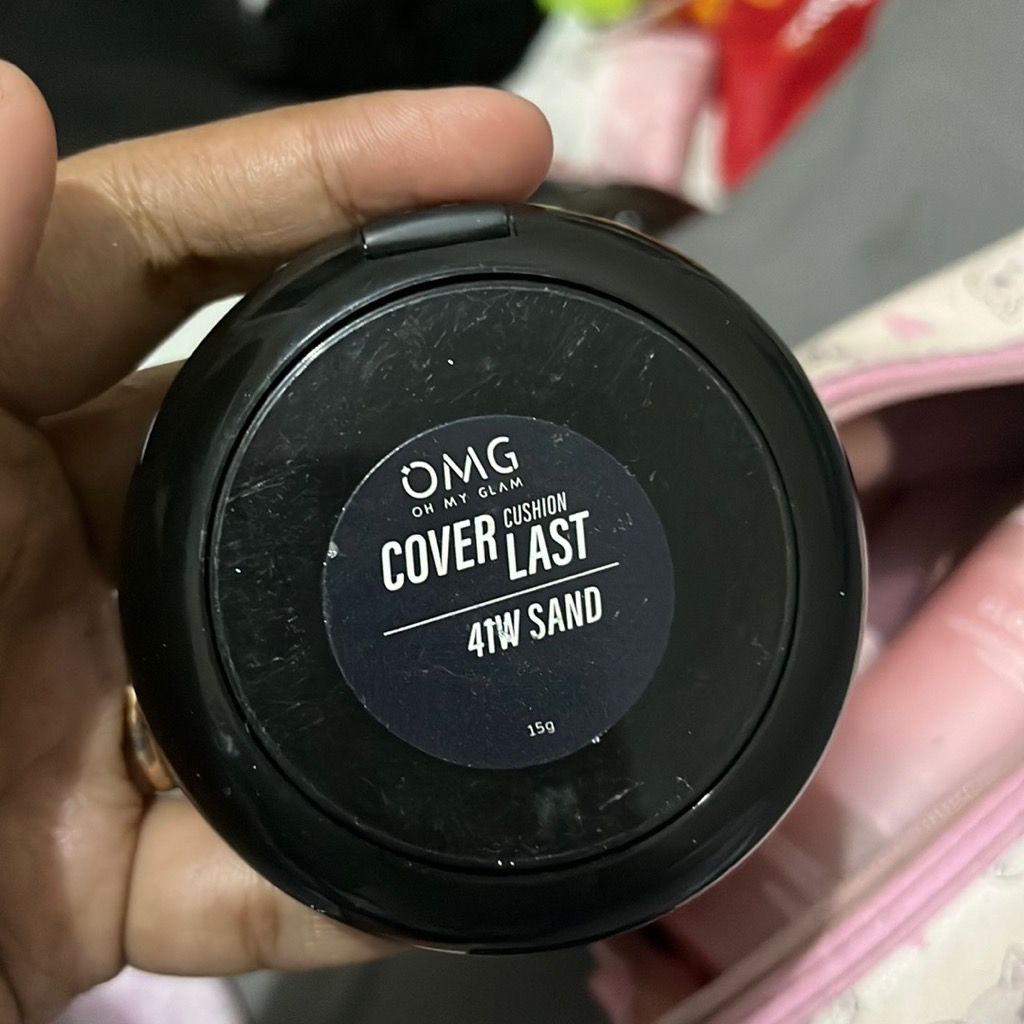 OMG
OH MY GLAM
COVER CUSHION LAST
41W SAND
15g